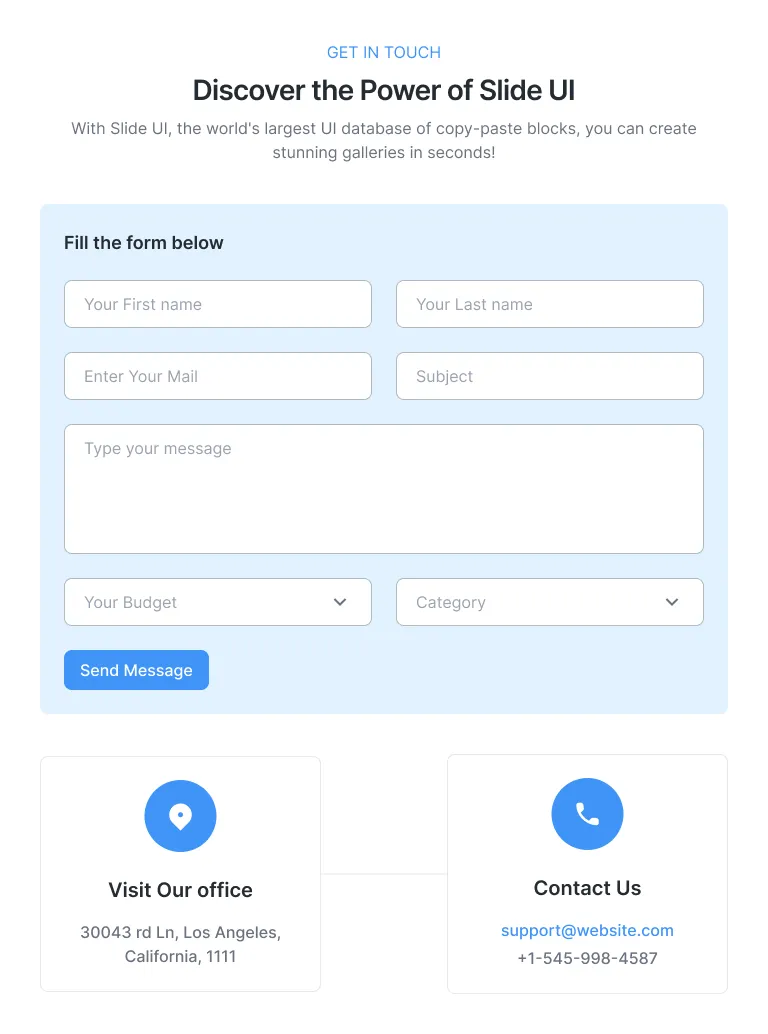 GET IN TOUCH
Discover the Power of Slide UI
With Slide UI, the world's largest UI database of copy-paste blocks, you can create
stunning galleries in seconds!
Fill the form below
Your First name
Your Last name
Enter Your Mail
Subject
Type your message
Your Budget
Category
Send Message
Visit Our office
30043 rd Ln, Los Angeles,
California, 1111
Contact Us
support@website.com
+1-545-998-4587